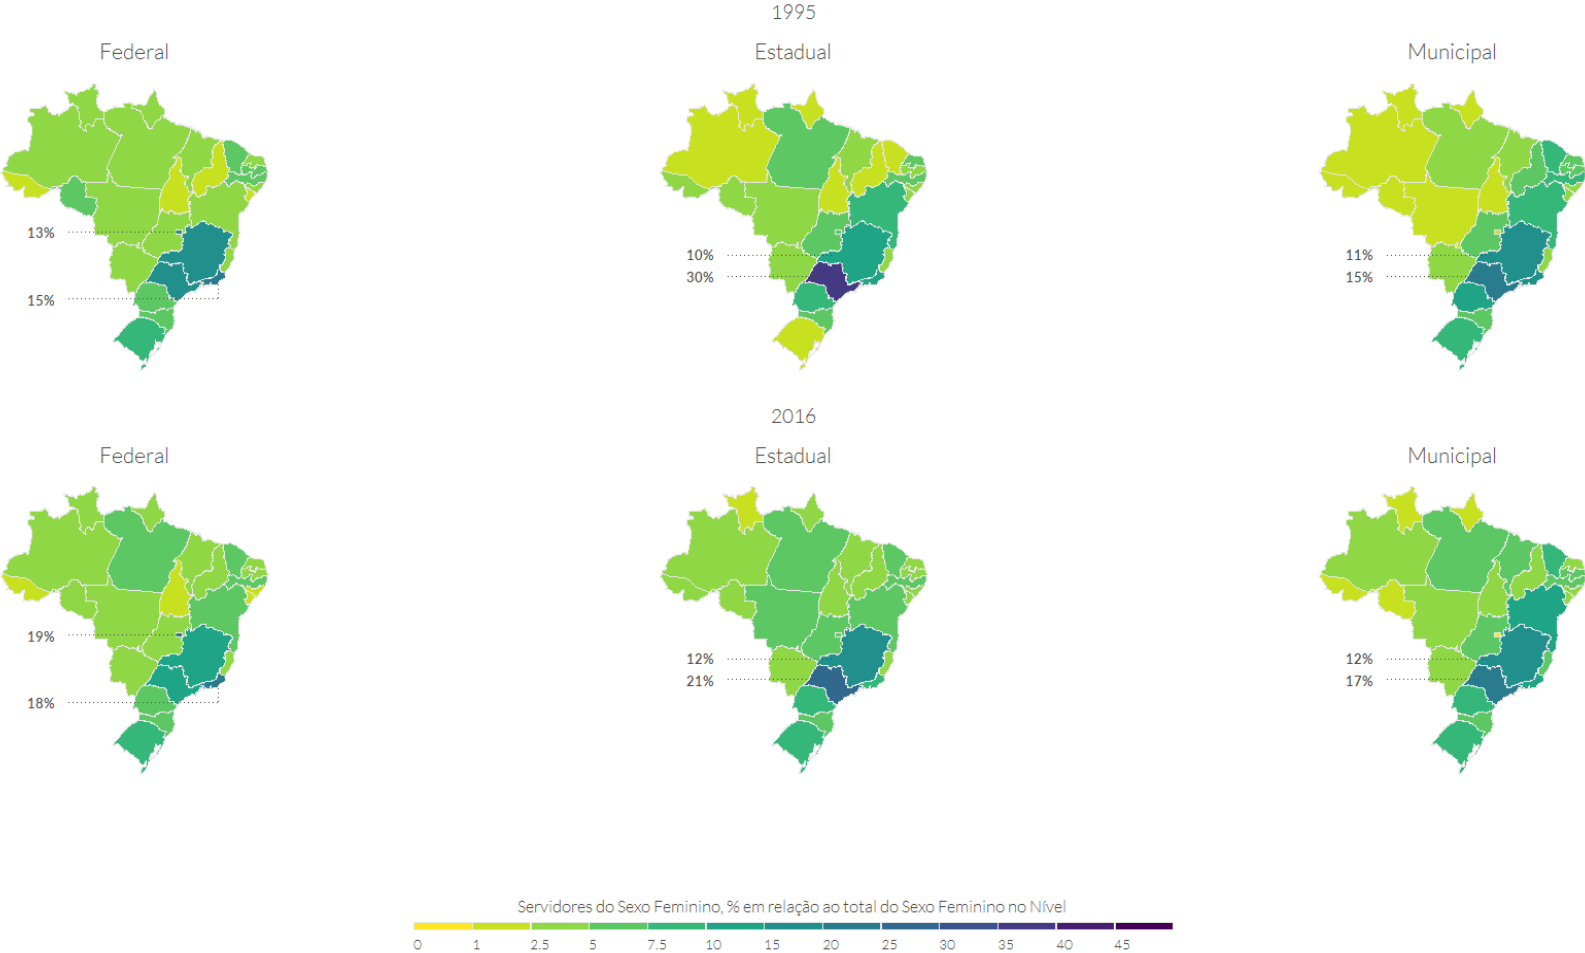 1995
Federal
Estadual
Municipal
13%
15%
10%
30%
11%
15%
2016
Federal
Estadual
Municipal
19%
18%
12%
21%
12%
17%
Servidores do Sexo Feminino, % em relação ao total do Sexo Feminino no Nível
0 1 2.5 5 7.5 10 15 20 25 30 35 40 45